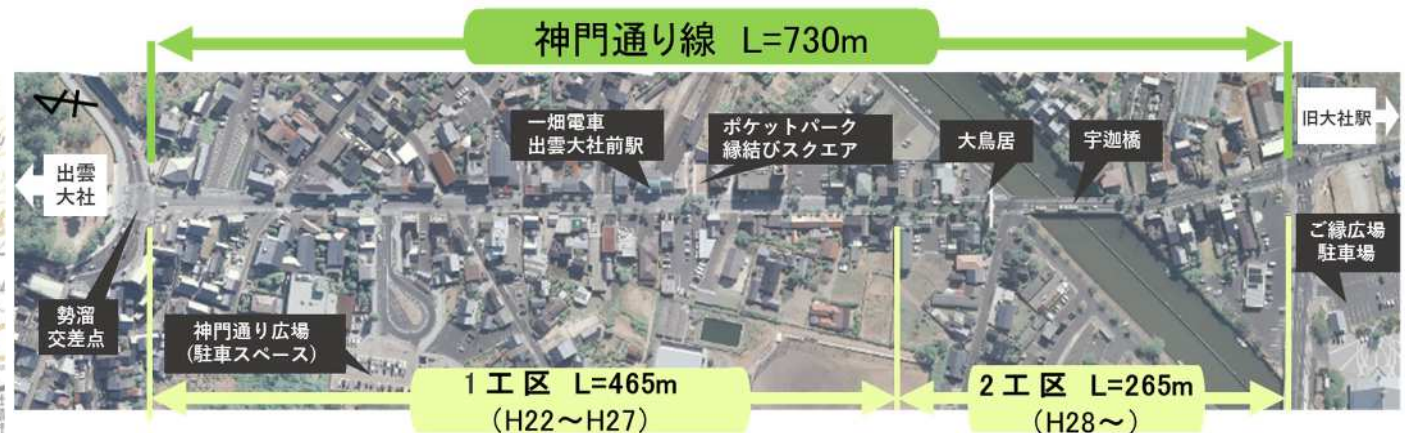 神門通り線 L=730m
出雲
大社
一畑電車
出雲大社前駅
ポケットパーク
縁結びスクエア
大鳥居
宇迦橋
旧大社駅
勢溜
交差点
神門通り広場
(駐車スペース)
ご縁広場
駐車場
1工区 L=465m
(H22～H27)
2工区 L=265m
(H28～)